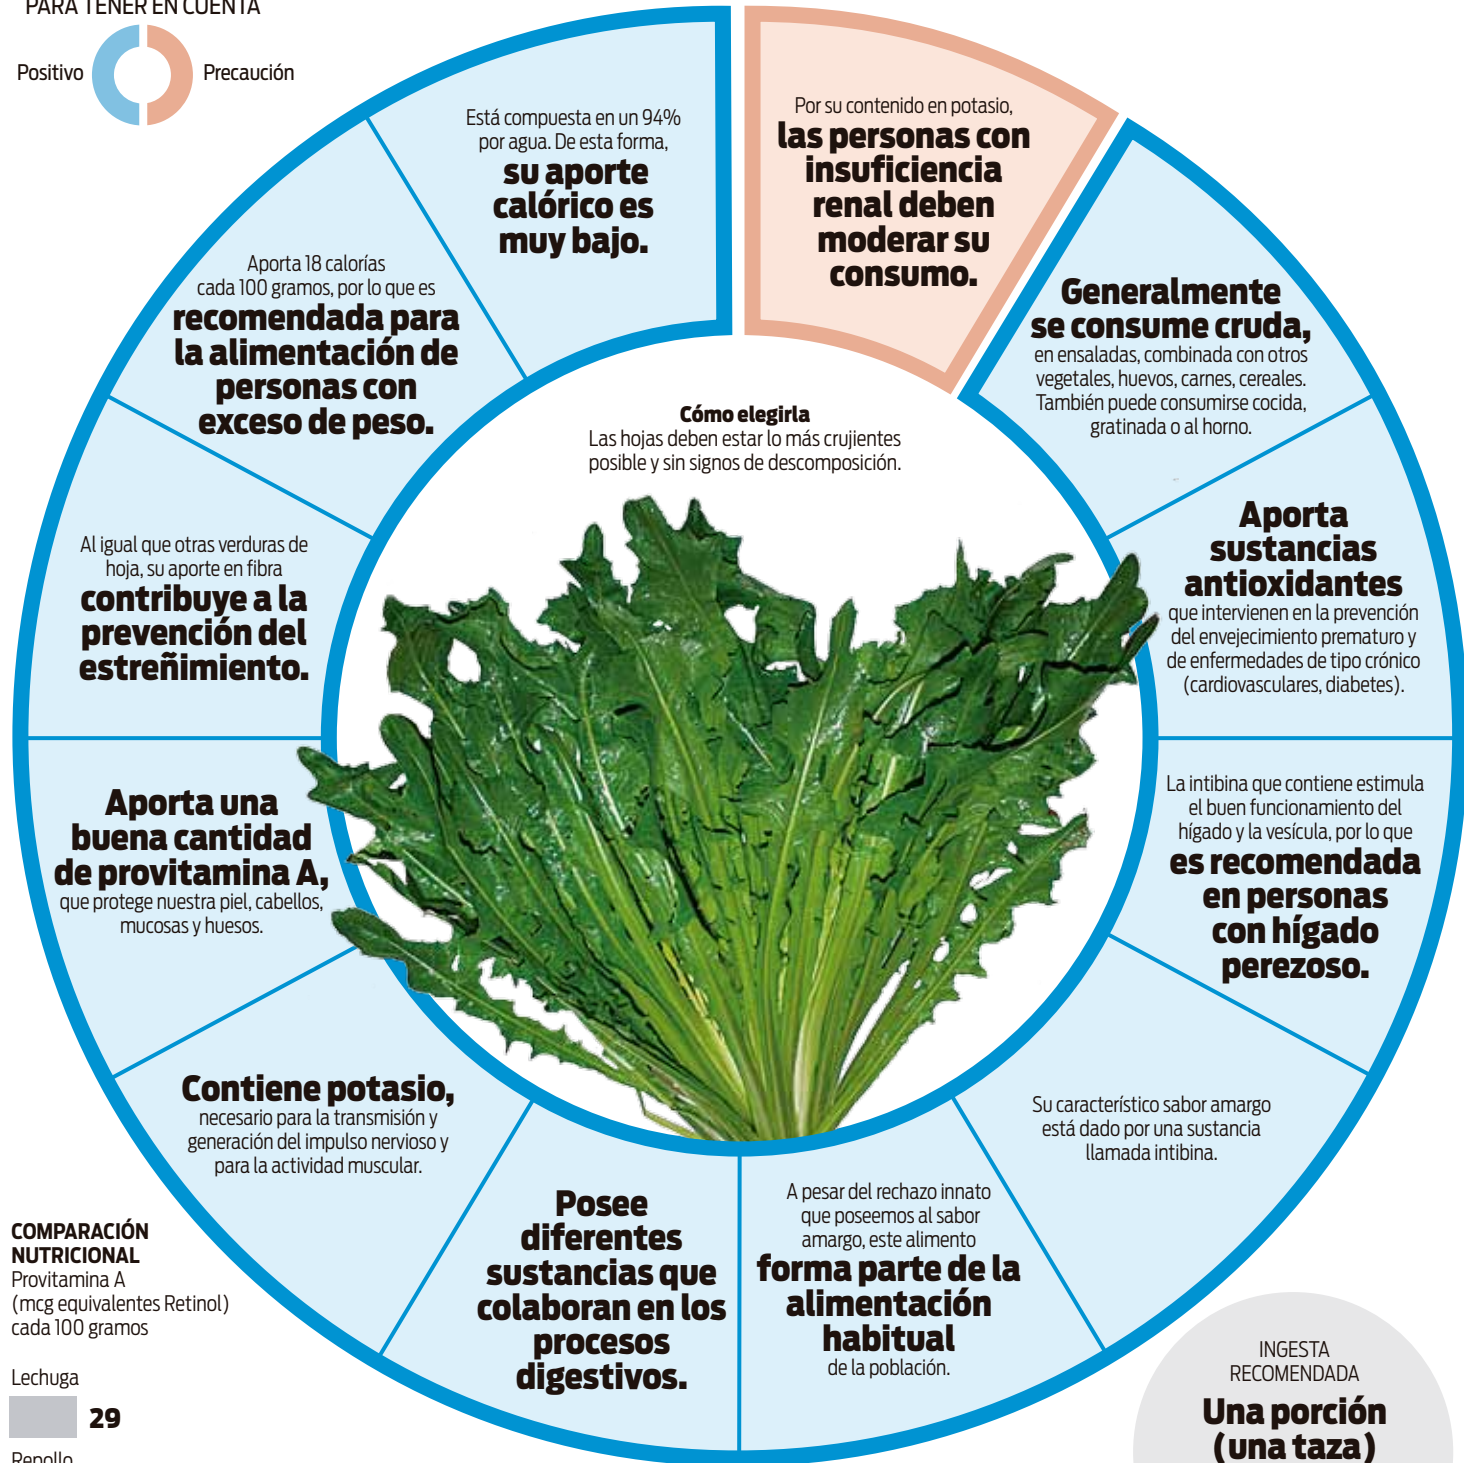 PARA TENER EN CUENTA
Positivo
Precaución
Está compuesta en un 94%
por agua. De esta forma,
su aporte
calórico es
muy bajo.
Por su contenido en potasio,
las personas con
insuficiencia
renal deben
moderar su
consumo.
Generalmente
se consume cruda,
en ensaladas, combinada con otros
vegetales, huevos, carnes, cereales.
También puede consumirse cocida,
gratinada o al horno.
Aporta
sustancias
antioxidantes
que intervienen en la prevención
del envejecimiento prematuro y
de enfermedades de tipo crónico
(cardiovasculares, diabetes).
La intibina que contiene estimula
el buen funcionamiento del
hígado y la vesícula, por lo que
es recomendada
en personas
con hígado
perezoso.
Su característico sabor amargo
está dado por una sustancia
llamada intibina.
A pesar del rechazo innato
que poseemos al sabor
amargo, este alimento
forma parte de la
alimentación
habitual
de la población.
Posee
diferentes
sustancias que
colaboran en los
procesos
digestivos.
Contiene potasio,
necesario para la transmisión y
generación del impulso nervioso y
para la actividad muscular.
Aporta una
buena cantidad
de provitamina A,
que protege nuestra piel, cabellos,
mucosas y huesos.
Al igual que otras verduras de
hoja, su aporte en fibra
contribuye a la
prevención del
estreñimiento.
Aporta 18 calorías
cada 100 gramos, por lo que es
recomendada para
la alimentación de
personas con
exceso de peso.
Cómo elegirla
Las hojas deben estar lo más crujientes
posible y sin signos de descomposición.
COMPARACIÓN
NUTRICIONAL
Provitamina A
(mcg equivalentes Retinol)
cada 100 gramos
Lechuga
29
Repollo
INGESTA
RECOMENDADA
Una porción
(una taza)